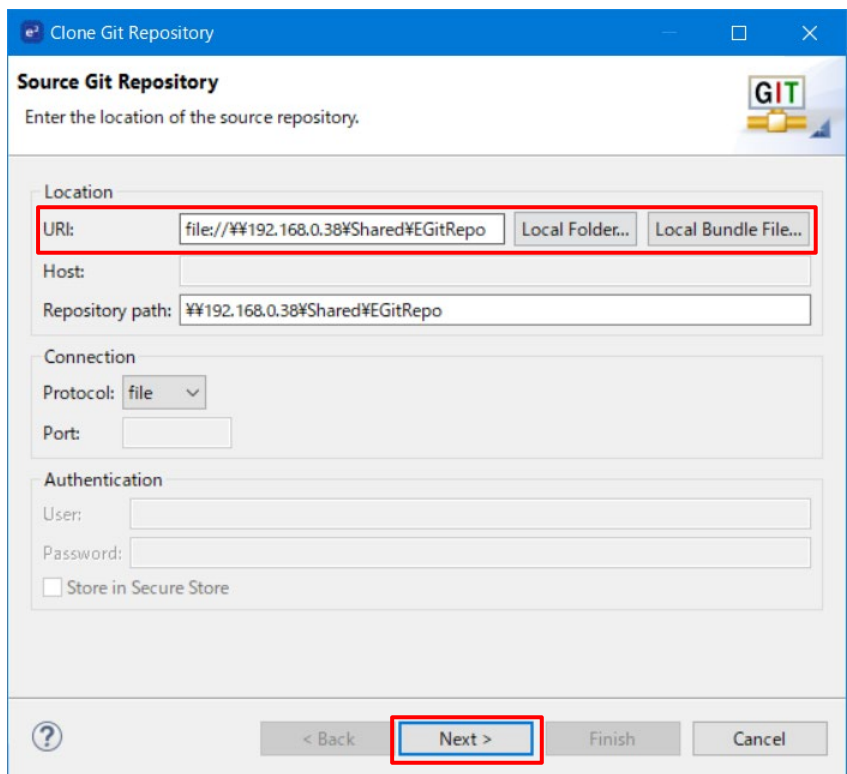 e² Clone Git Repository
Source Git Repository
Enter the location of the source repository.
GIT
Location
URI: file://¥¥192.168.0.38¥Shared¥EGitRepo Local Folder... Local Bundle File...
Host:
Repository path: ¥¥192.168.0.38¥Shared¥EGitRepo
Connection
Protocol: file
Port:
Authentication
User:
Password:
Store in Secure Store
? < Back Next > Finish Cancel